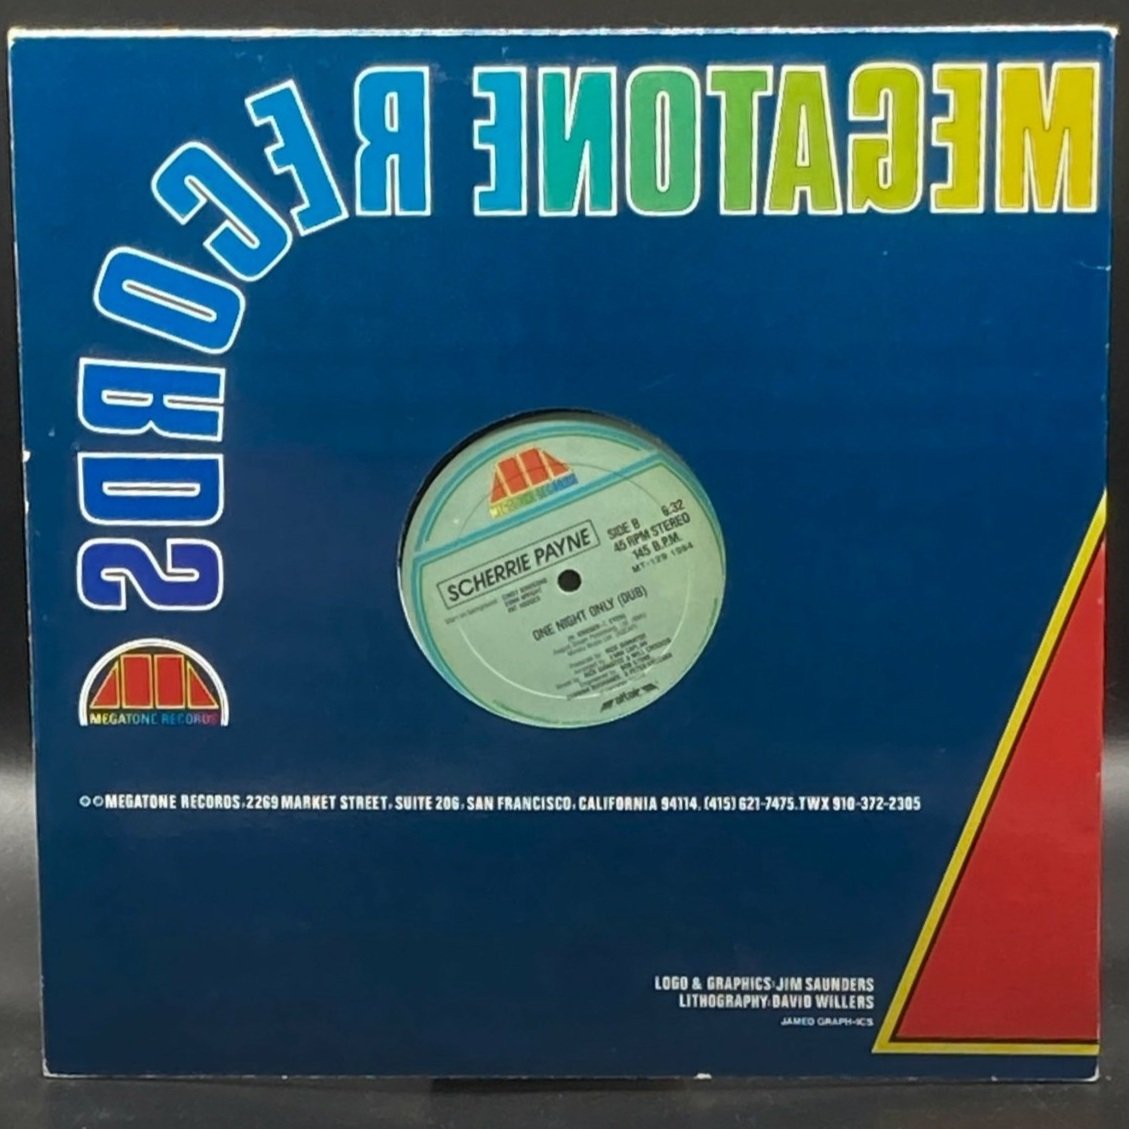 MEGATONE RECORDS
MEGATONE RECORDS
SCHERRIE PAYNE
SIDE B 6:32
45 RPM STEREO
145 B.P.M.
MT-129 1984
ONE NIGHT ONLY (DUB)
MEGATONE RECORDS
MEGATONE RECORDS, 2269 MARKET STREET, SUITE 206, SAN FRANCISCO, CALIFORNIA 94114, (415) 621-7475. TWX 910-372-2305
LOGO & GRAPHICS: JIM SAUNDERS
LITHOGRAPHY: DAVID WILLERS
JAMED GRAPH-ICS